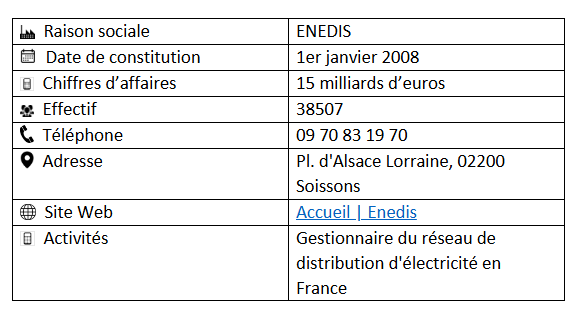 Raison sociale ENEDIS
Date de constitution 1er janvier 2008
Chiffres d’affaires 15 milliards d’euros
Effectif 38507
Téléphone 09 70 83 19 70
Adresse Pl. d'Alsace Lorraine, 02200
Soissons
Site Web Accueil | Enedis
Activités Gestionnaire du réseau de
distribution d'électricité en
France